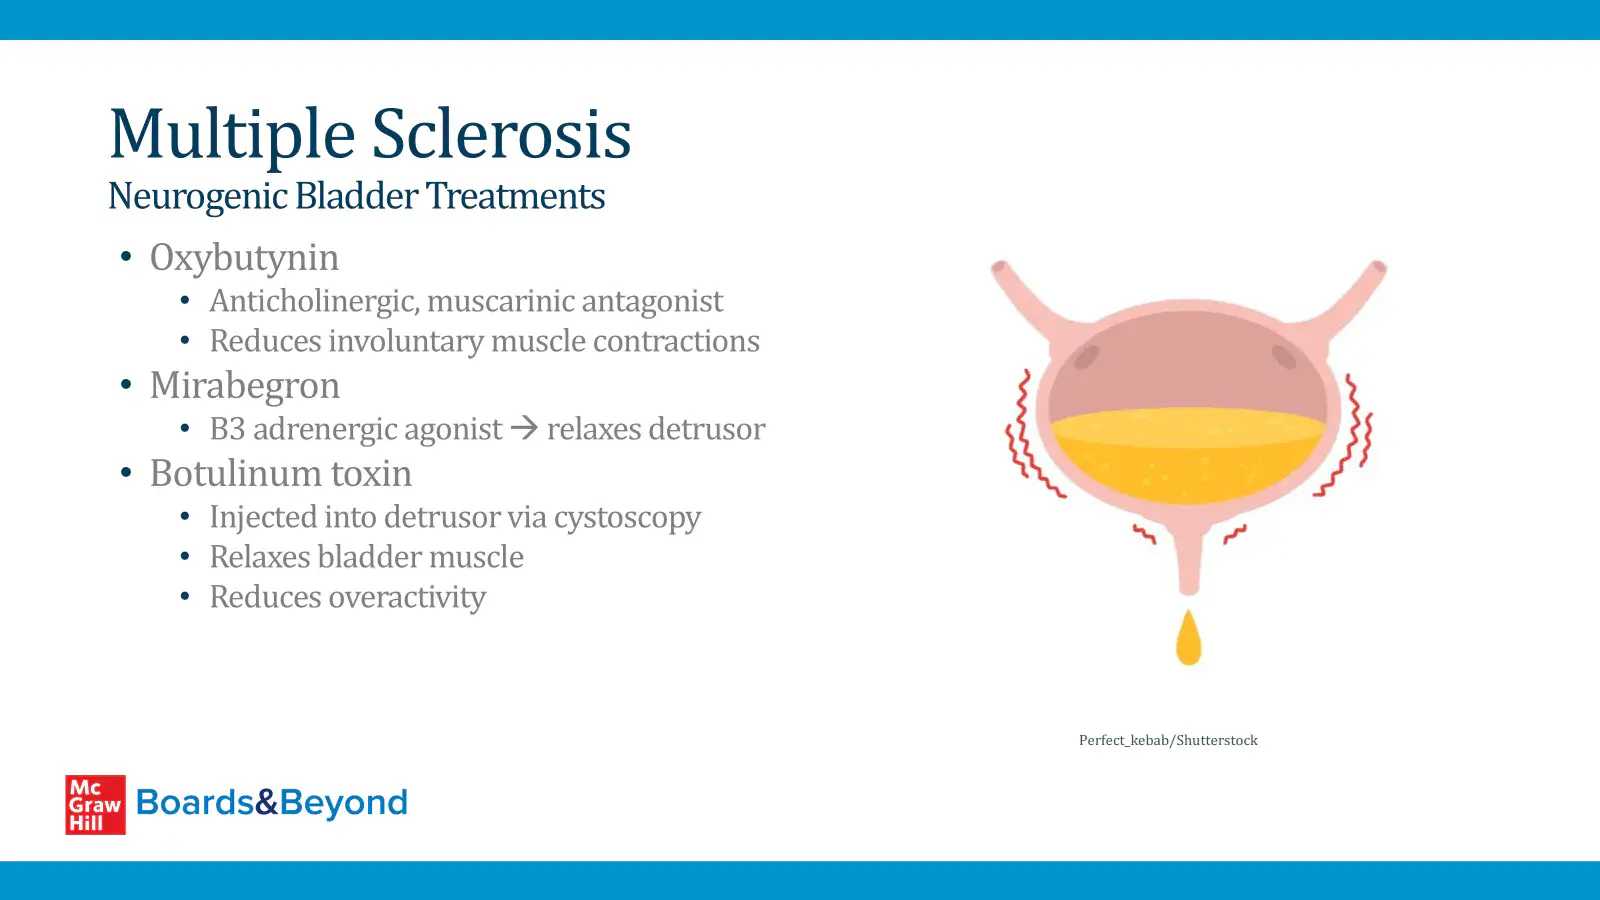 Multiple Sclerosis
Neurogenic Bladder Treatments
• Oxybutynin
• Anticholinergic, muscarinic antagonist
• Reduces involuntary muscle contractions
• Mirabegron
• B3 adrenergic agonist → relaxes detrusor
• Botulinum toxin
• Injected into detrusor via cystoscopy
• Relaxes bladder muscle
• Reduces overactivity
Perfect_kebab/Shutterstock
Mc
Graw
Hill
Boards&Beyond